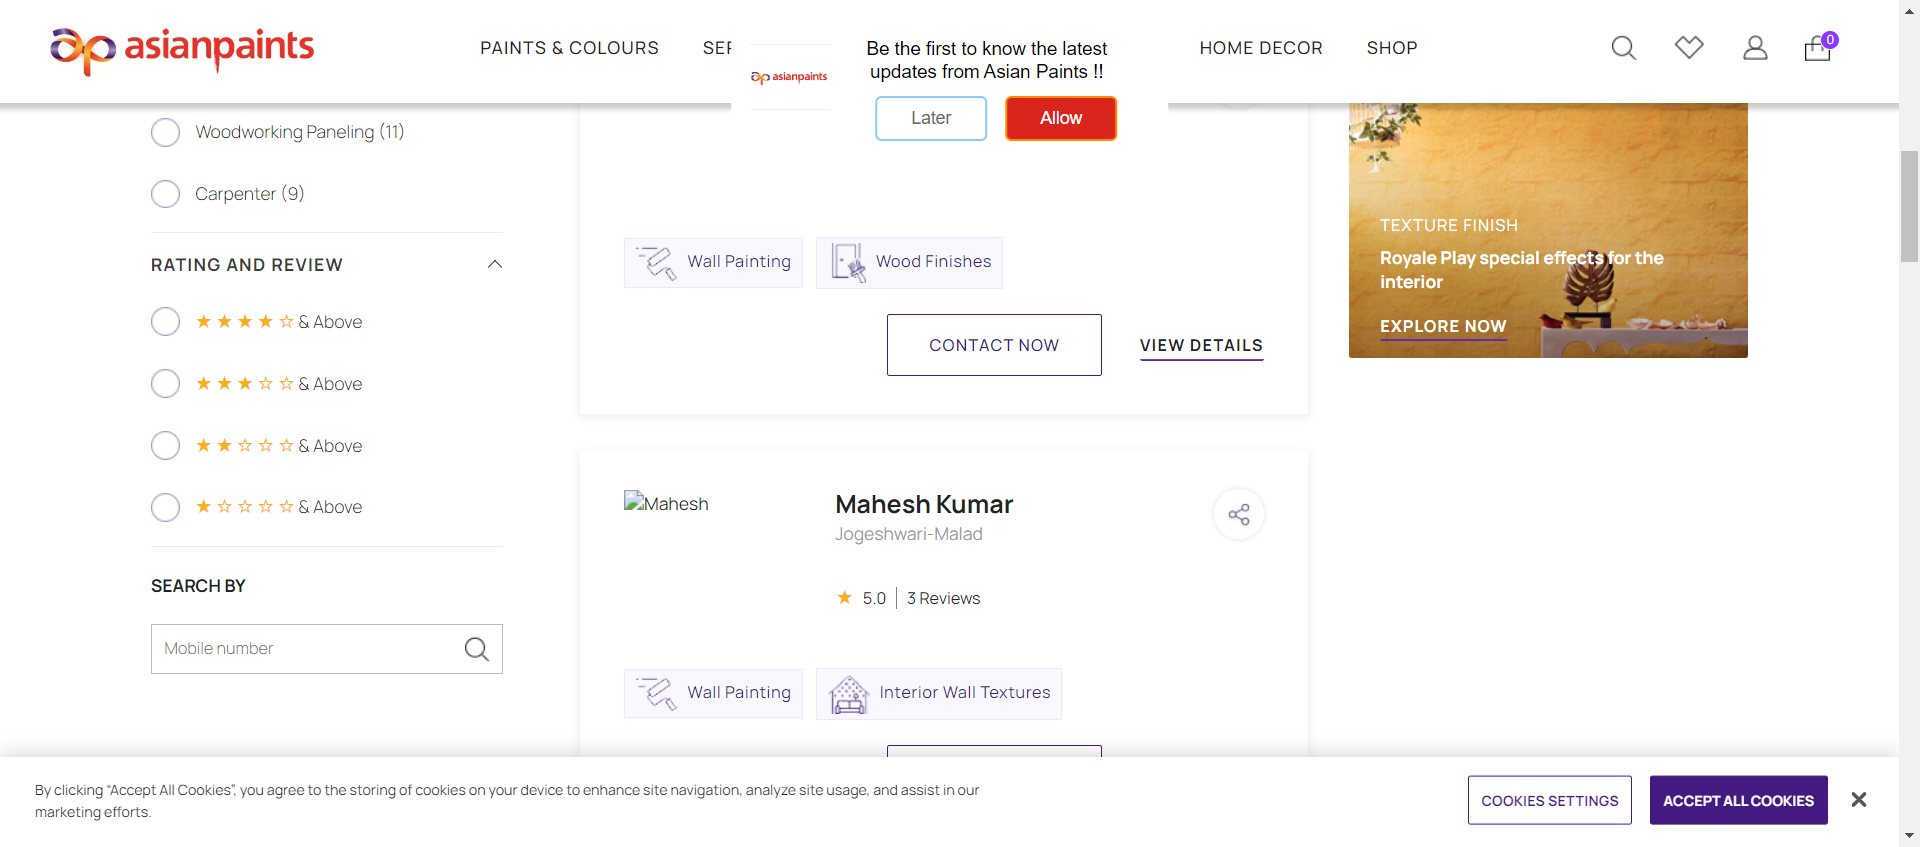 asianpaints
PAINTS & COLOURS
HOME DECOR
SHOP
0
asianpaints
Be the first to know the latest
updates from Asian Paints !!
Later
Allow
Woodworking Paneling (11)
Carpenter (9)
RATING AND REVIEW
& Above
& Above
& Above
& Above
SEARCH BY
Mobile number
Wall Painting
Wood Finishes
CONTACT NOW
VIEW DETAILS
Mahesh
Mahesh Kumar
Jogeshwari-Malad
5.0
3 Reviews
Wall Painting
Interior Wall Textures
TEXTURE FINISH
Royale Play special effects for the
interior
EXPLORE NOW
By clicking “Accept All Cookies”, you agree to the storing of cookies on your device to enhance site navigation, analyze site usage, and assist in our
marketing efforts.
COOKIES SETTINGS
ACCEPT ALL COOKIES